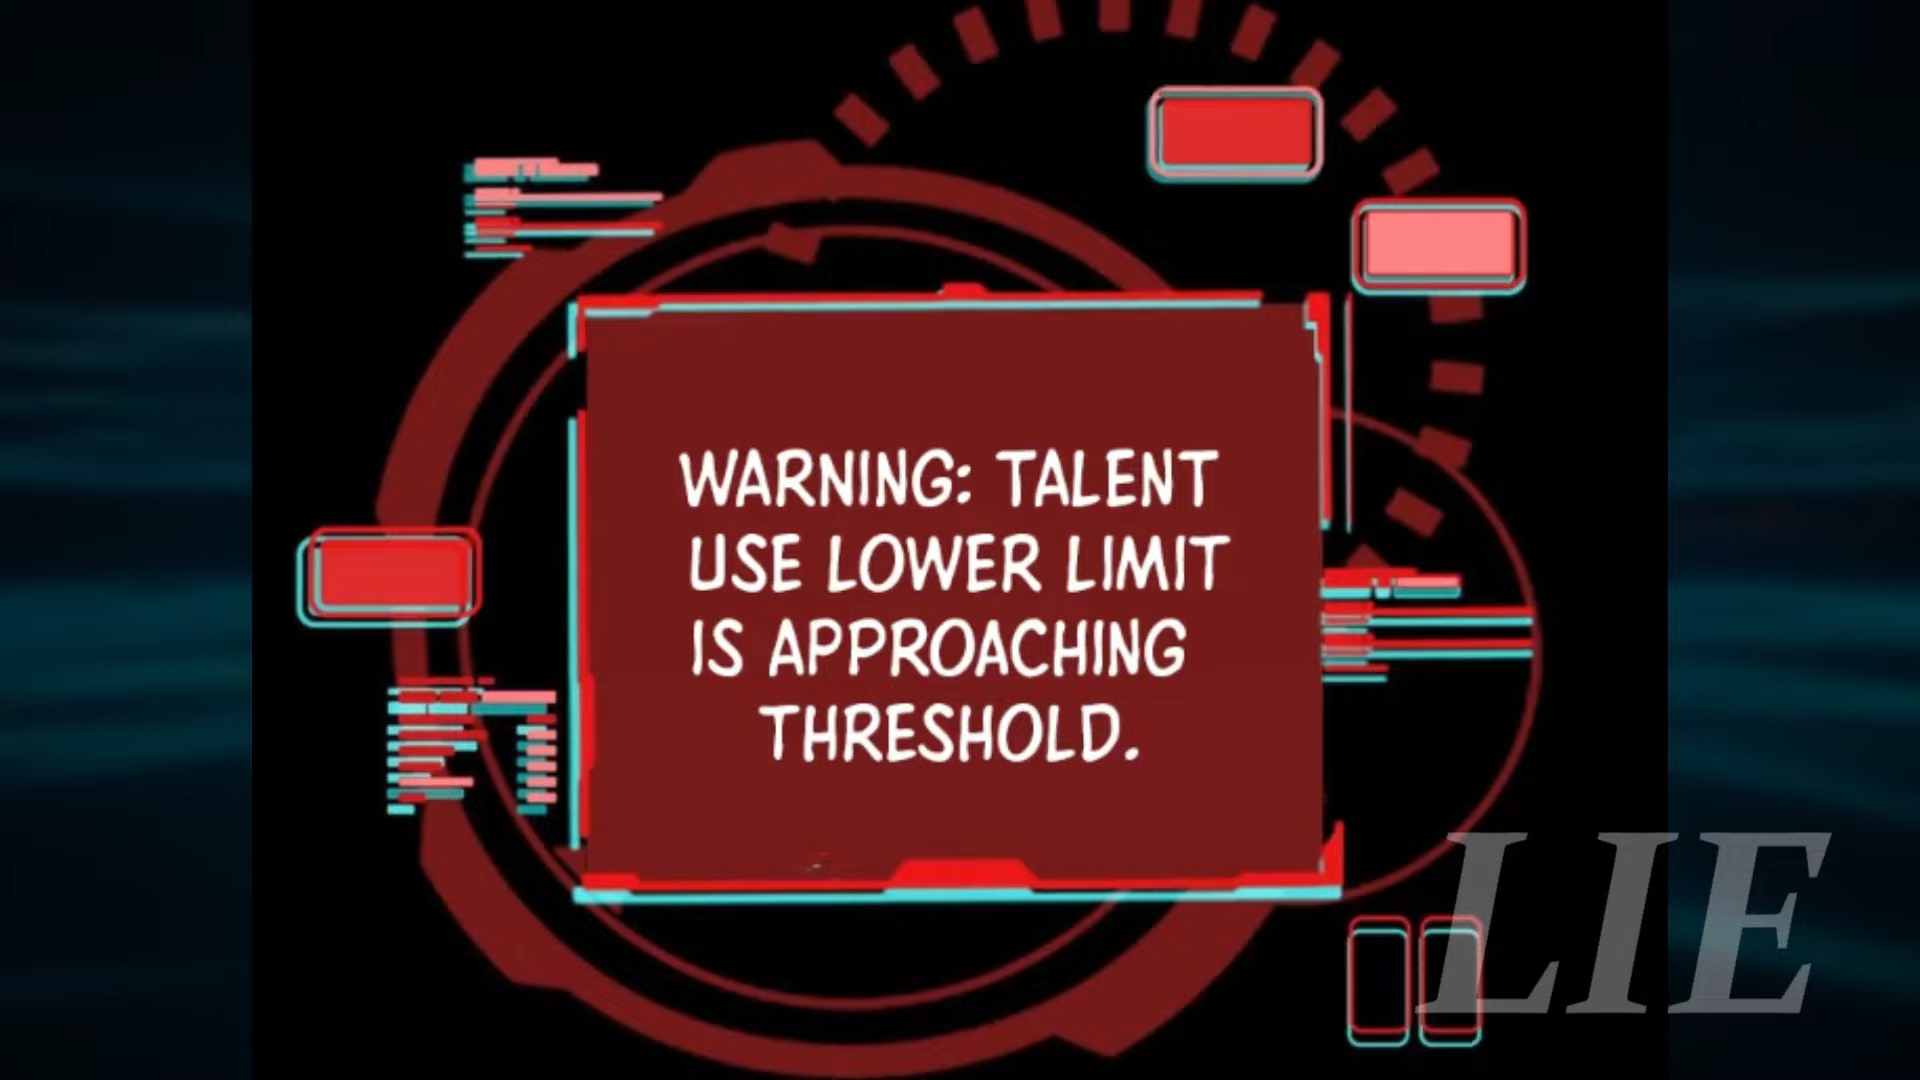 WARNING: TALENT
USE LOWER LIMIT
IS APPROACHING
THRESHOLD.
LIE